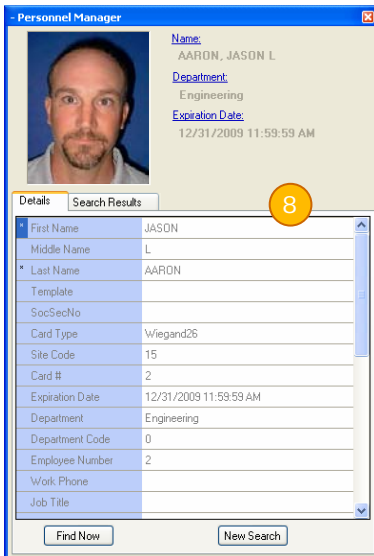 - Personnel Manager
Name:
AARON, JASON L
Department:
Engineering
Expiration Date:
12/31/2009 11:59:59 AM
Details Search Results
8
* First Name JASON
Middle Name L
* Last Name AARON
Template
SocSecNo
Card Type Wiegand26
Site Code 15
Card # 2
Expiration Date 12/31/2009 11:59:59 AM
Department Engineering
Department Code 0
Employee Number 2
Work Phone
Job Title
Find Now New Search